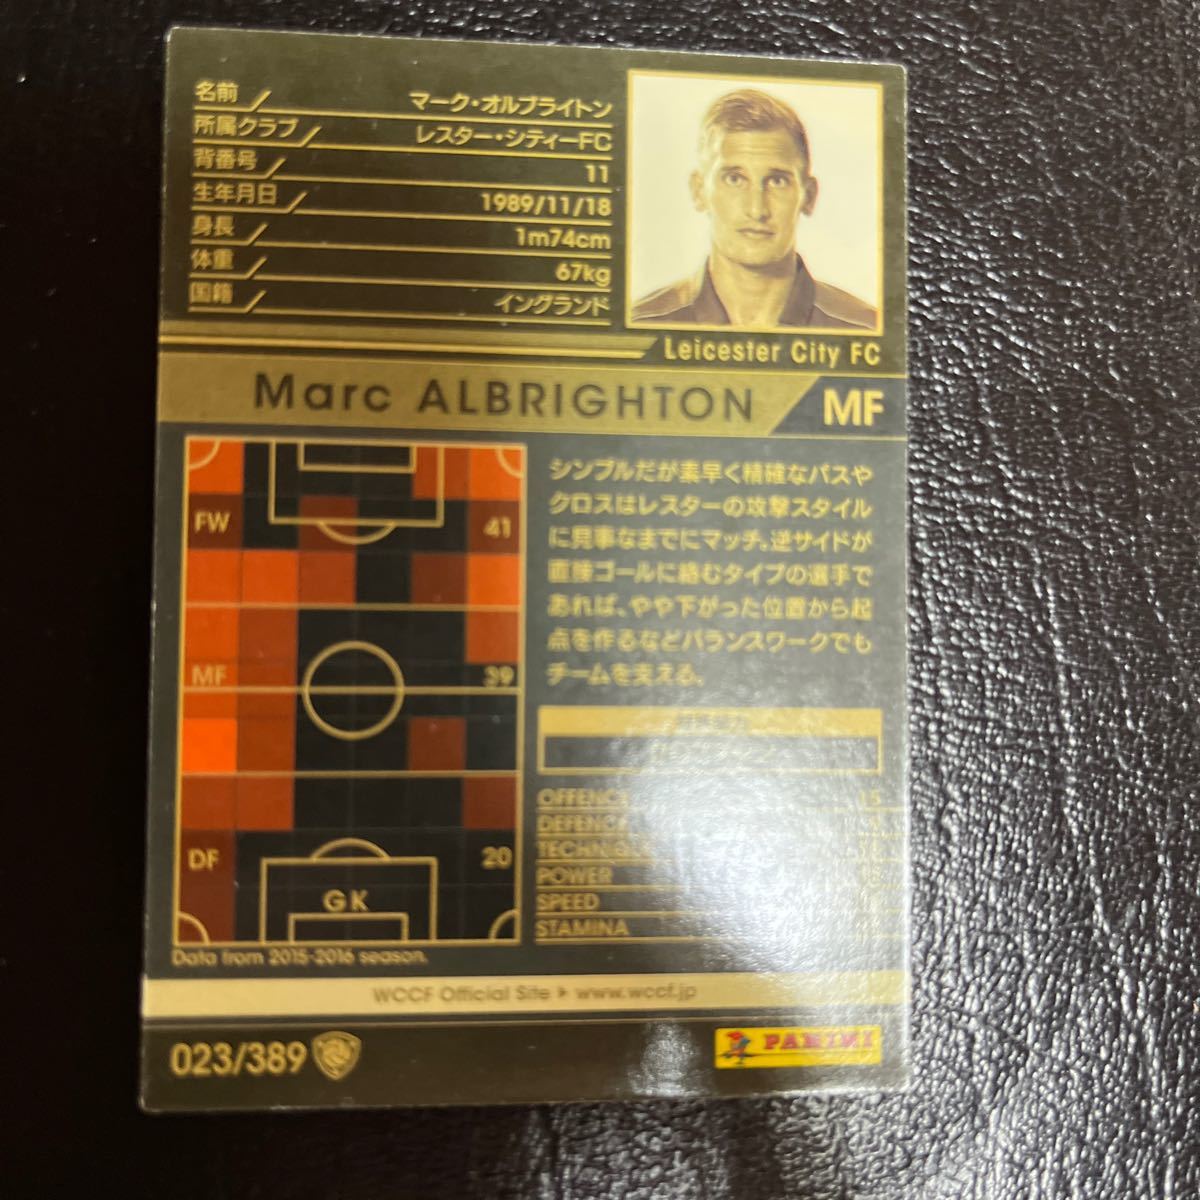 名前 マーク・オルブライトン
所属クラブ レスター・シティーFC
背番号 11
生年月日 1989/11/18
身長 1m74cm
体重 67kg
国籍 イングランド
Leicester City FC
Marc ALBRIGHTON MF
シンプルだが素早く精確なパスや
クロスはレスターの攻撃スタイル
に見事なまでにマッチ。逆サイドが
直接ゴールに絡むタイプの選手で
あれば、やや下がった位置から起
点を作るなどバランスワークでも
チームを支える。
FW 41
MF 39
DF 20
GK
Data from 2015-2016 season.
OFFENCE 15
DEFENCE
TECHNIQUE
POWER
SPEED
STAMINA
WCCF Official Site ▶ www.wccf.jp
023/389
PANINI